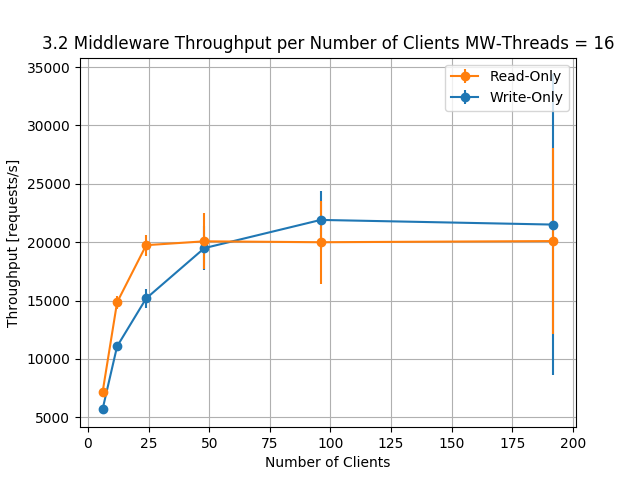 3.2 Middleware Throughput per Number of Clients MW-Threads = 16
Throughput [requests/s]
35000
30000
25000
20000
15000
10000
5000
Read-Only
Write-Only
0 25 50 75 100 125 150 175 200
Number of Clients